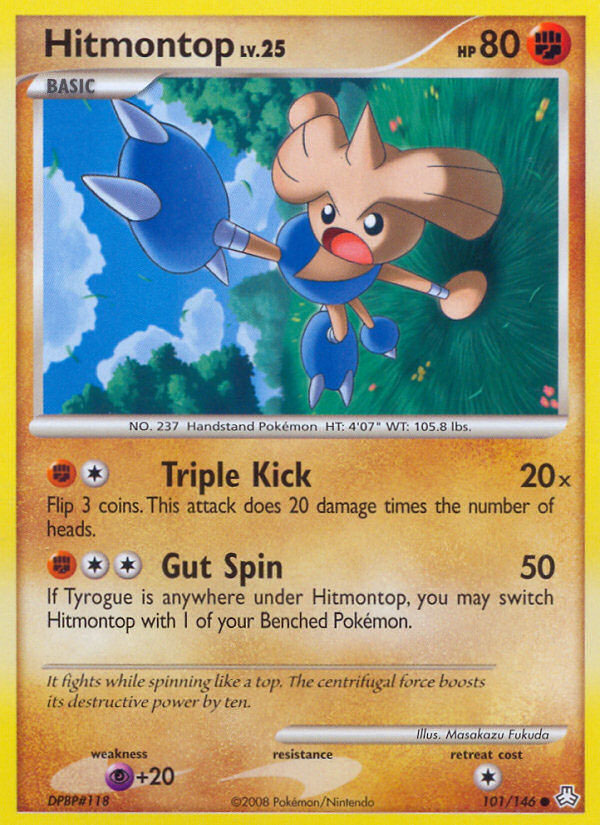 Hitmontop LV.25
HP 80
BASIC
NO. 237 Handstand Pokémon HT: 4'07" WT: 105.8 lbs.
Triple Kick 20x
Flip 3 coins. This attack does 20 damage times the number of
heads.
Gut Spin 50
If Tyrogue is anywhere under Hitmontop, you may switch
Hitmontop with 1 of your Benched Pokémon.
It fights while spinning like a top. The centrifugal force boosts
its destructive power by ten.
Illus. Masakazu Fukuda
weakness resistance retreat cost
+20
DPBP#118 ©2008 Pokémon/Nintendo 101/146